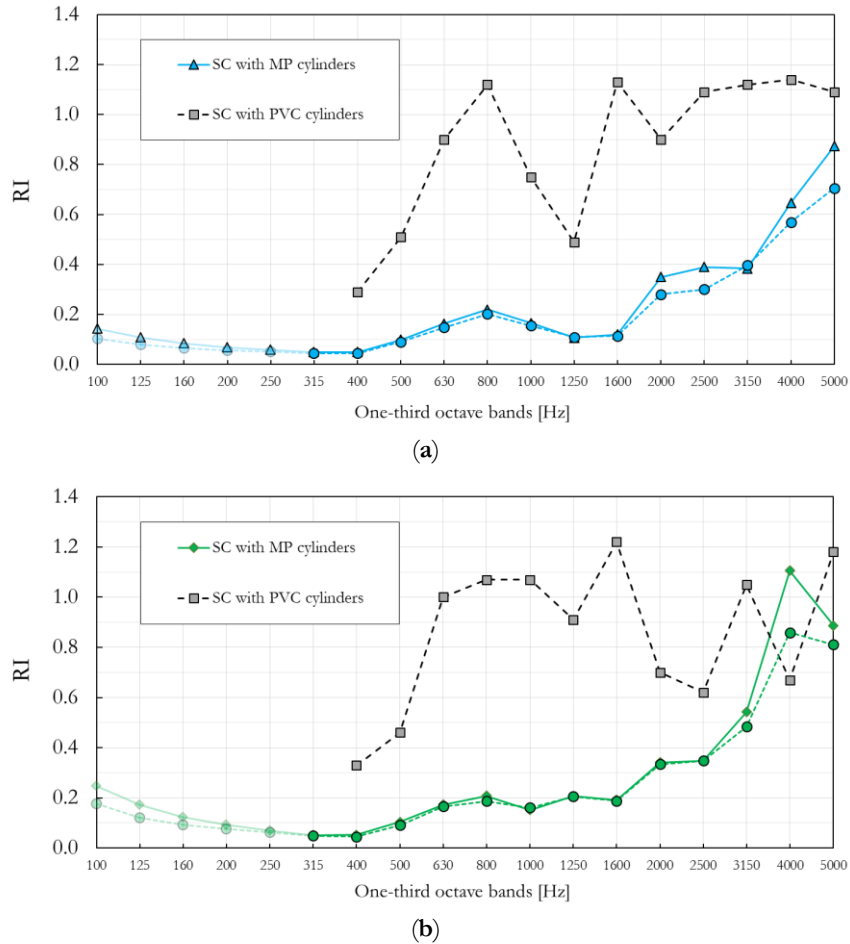 1.4
1.2
1.0
0.8
0.6
0.4
0.2
0.0
RI
SC with MP cylinders
SC with PVC cylinders
100 125 160 200 250 315 400 500 630 800 1000 1250 1600 2000 2500 3150 4000 5000
One-third octave bands [Hz]
(a)
1.4
1.2
1.0
0.8
0.6
0.4
0.2
0.0
RI
SC with MP cylinders
SC with PVC cylinders
100 125 160 200 250 315 400 500 630 800 1000 1250 1600 2000 2500 3150 4000 5000
One-third octave bands [Hz]
(b)